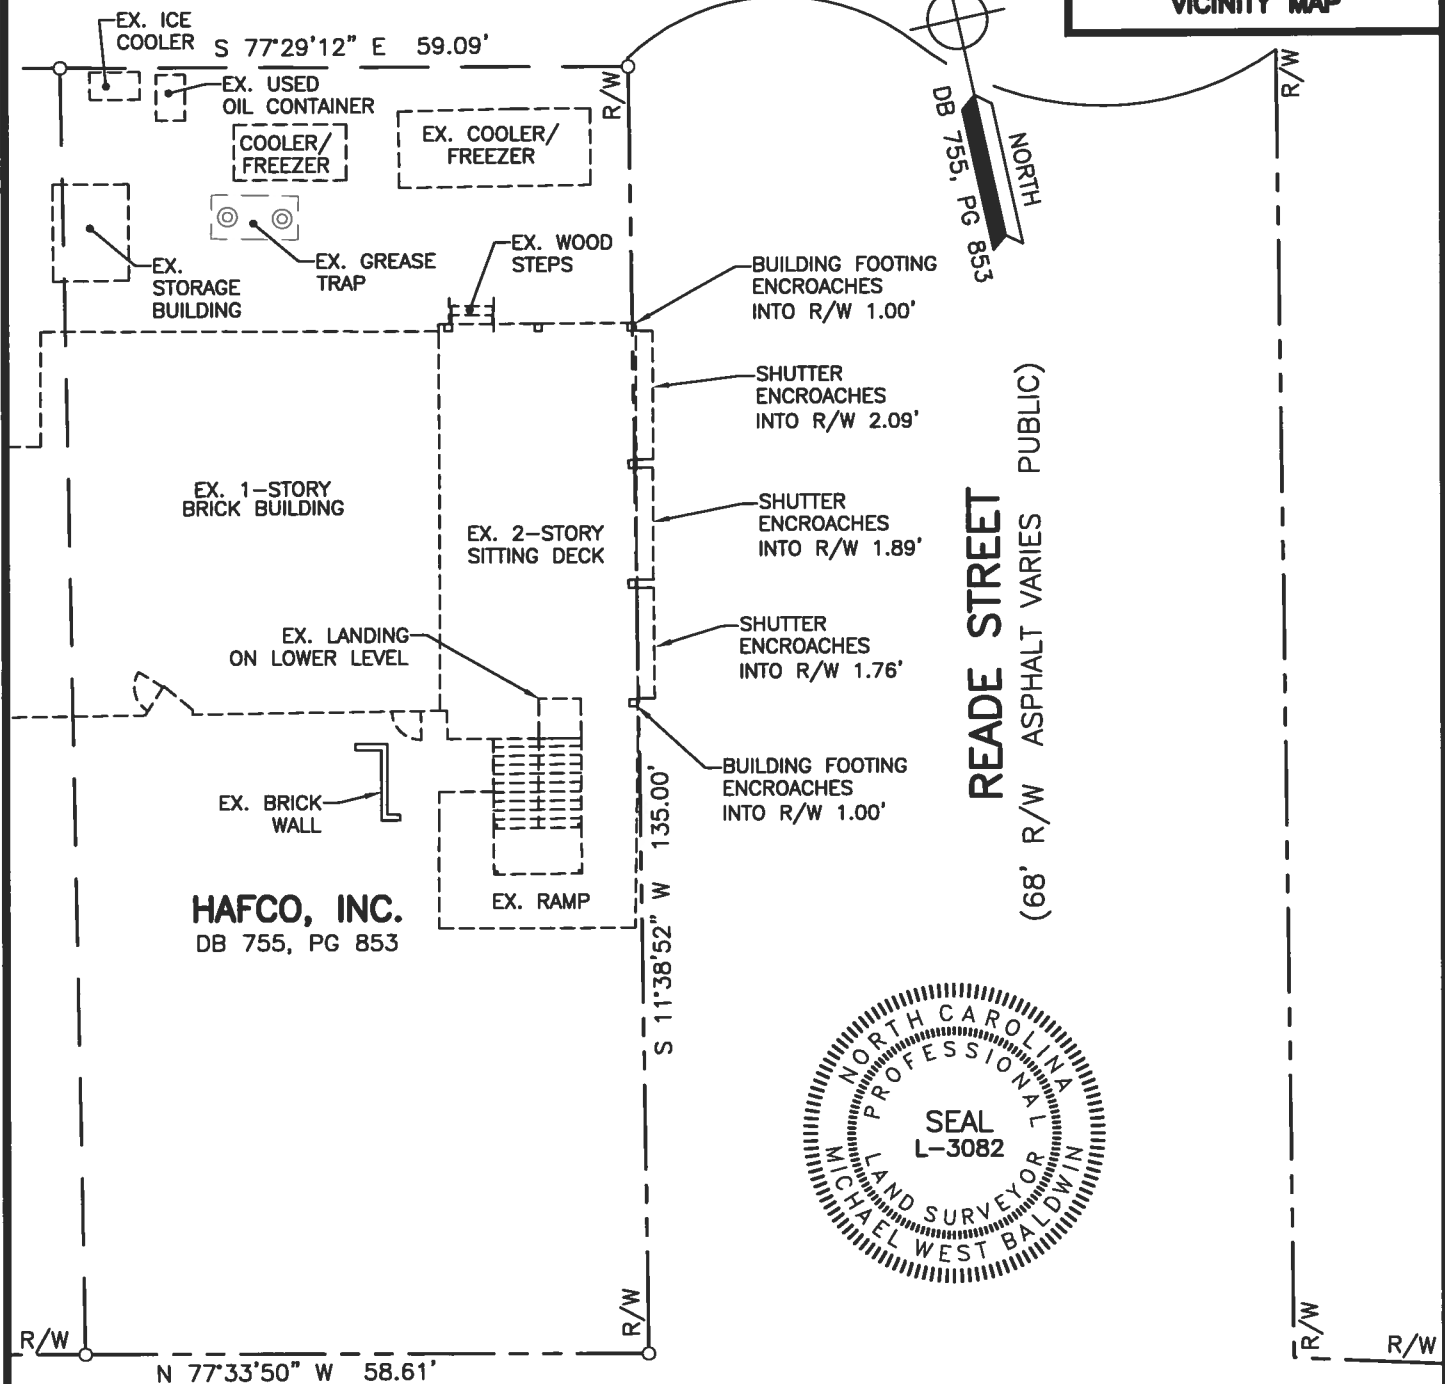 VICINITY MAP
EX. ICE
COOLER
S 77°29'12" E 59.09'
R/W
R/W
EX. USED
OIL CONTAINER
COOLER/
FREEZER
EX. COOLER/
FREEZER
DB 755, PG 853
NORTH
EX.
STORAGE
BUILDING
EX. GREASE
TRAP
EX. WOOD
STEPS
BUILDING FOOTING
ENCROACHES
INTO R/W 1.00'
SHUTTER
ENCROACHES
INTO R/W 2.09'
EX. 1-STORY
BRICK BUILDING
EX. 2-STORY
SITTING DECK
SHUTTER
ENCROACHES
INTO R/W 1.89'
EX. LANDING
ON LOWER LEVEL
SHUTTER
ENCROACHES
INTO R/W 1.76'
READE STREET
(68' R/W ASPHALT VARIES PUBLIC)
EX. BRICK
WALL
BUILDING FOOTING
ENCROACHES
INTO R/W 1.00'
EX. RAMP
HAFCO, INC.
DB 755, PG 853
S 11°38'52" W 135.00'
NORTH CAROLINA
PROFESSIONAL
SEAL
L-3082
LAND SURVEYOR
MICHAEL WEST BALDWIN
R/W
R/W
R/W
R/W
N 77°33'50" W 58.61'